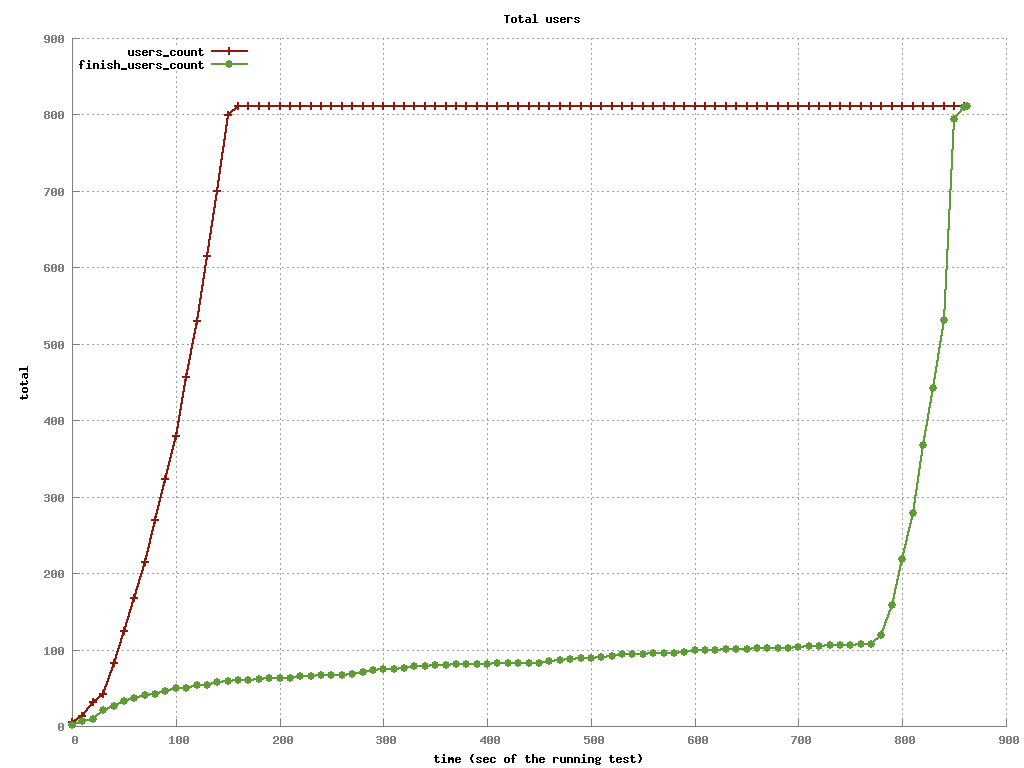 Total users
users_count
finish_users_count
900
800
700
600
500
400
300
200
100
0
total
0 100 200 300 400 500 600 700 800 900
time (sec of the running test)